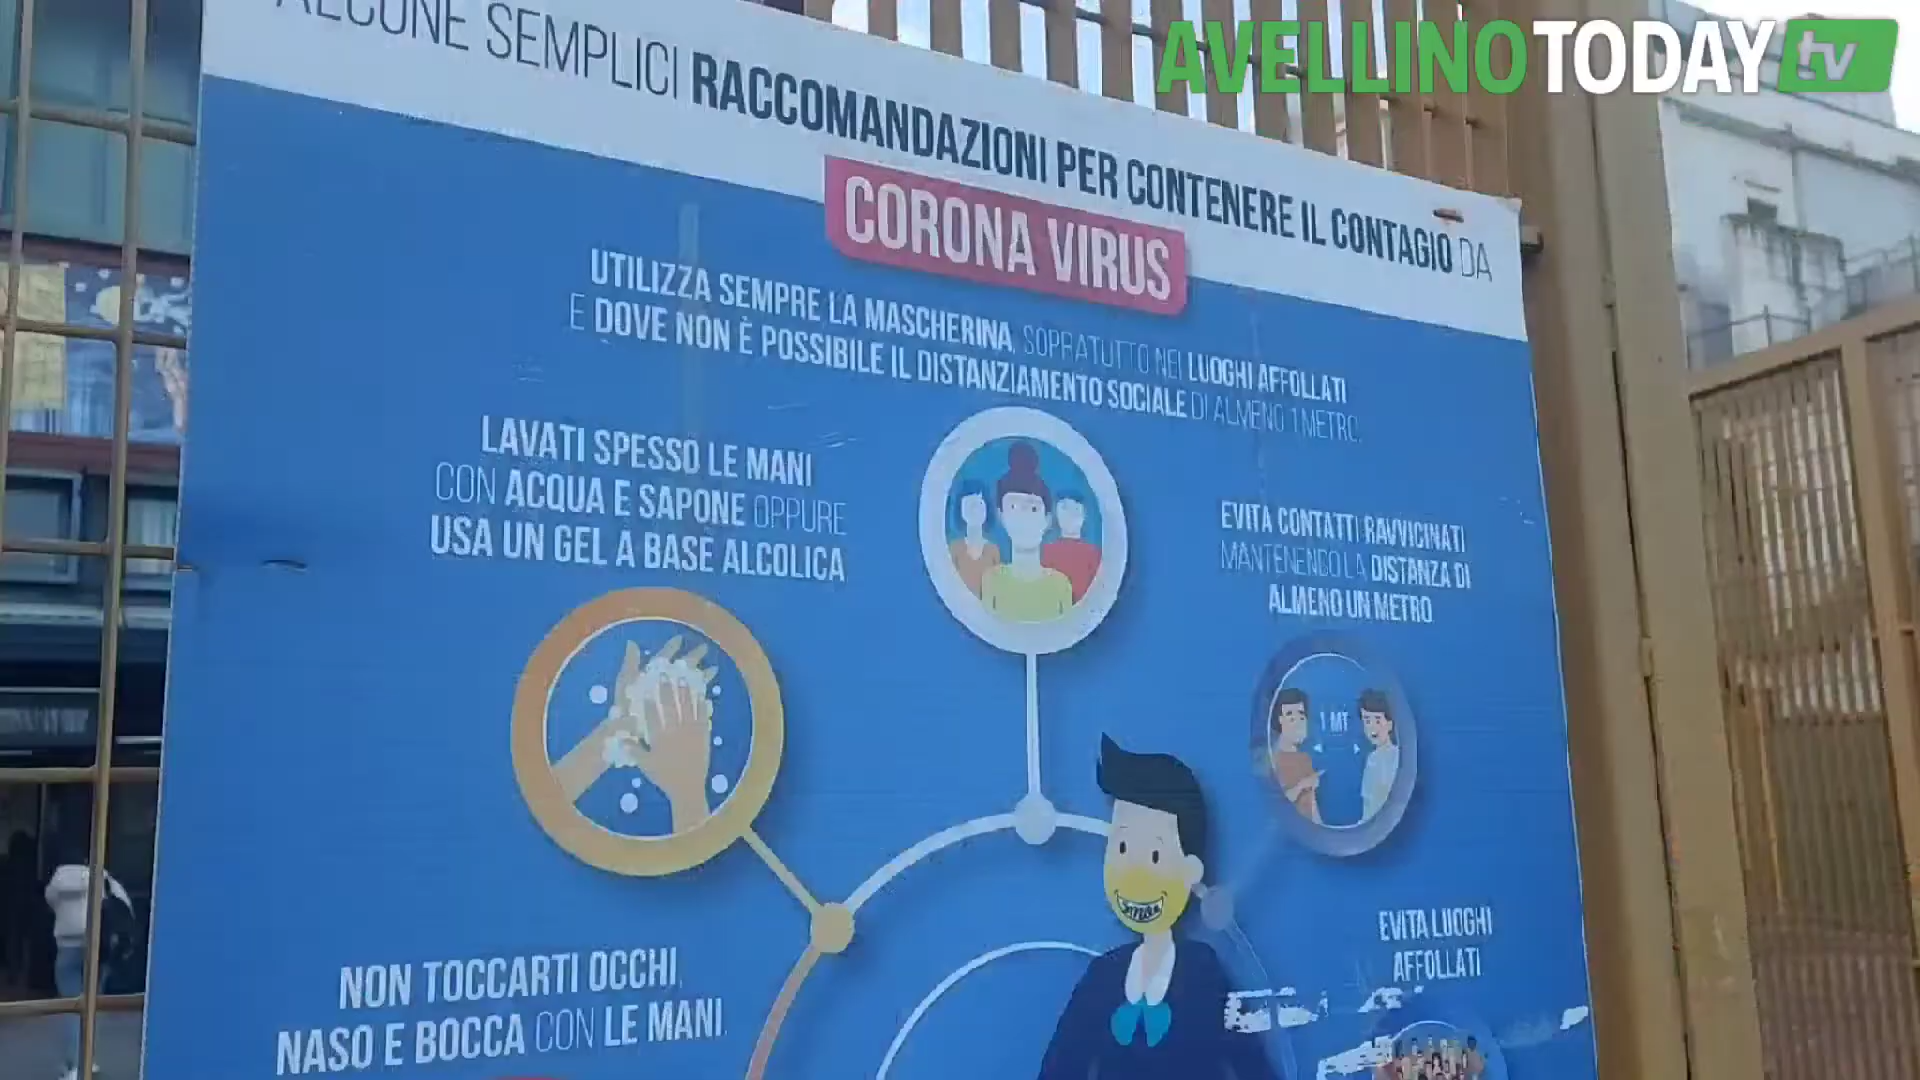 AVELLINOTODAY tv
ALCUNE SEMPLICI RACCOMANDAZIONI PER CONTENERE IL CONTAGIO DA
CORONA VIRUS
UTILIZZA SEMPRE LA MASCHERINA, SOPRATUTTO NEI LUOGHI AFFOLLATI
E DOVE NON È POSSIBILE IL DISTANZIAMENTO SOCIALE DI ALMENO 1 METRO.
LAVATI SPESSO LE MANI
CON ACQUA E SAPONE OPPURE
USA UN GEL A BASE ALCOLICA
EVITA CONTATTI RAVVICINATI
MANTENENDO LA DISTANZA DI
ALMENO UN METRO
1 MT
Smile
EVITA LUOGHI
AFFOLLATI
NON TOCCARTI OCCHI,
NASO E BOCCA CON LE MANI.